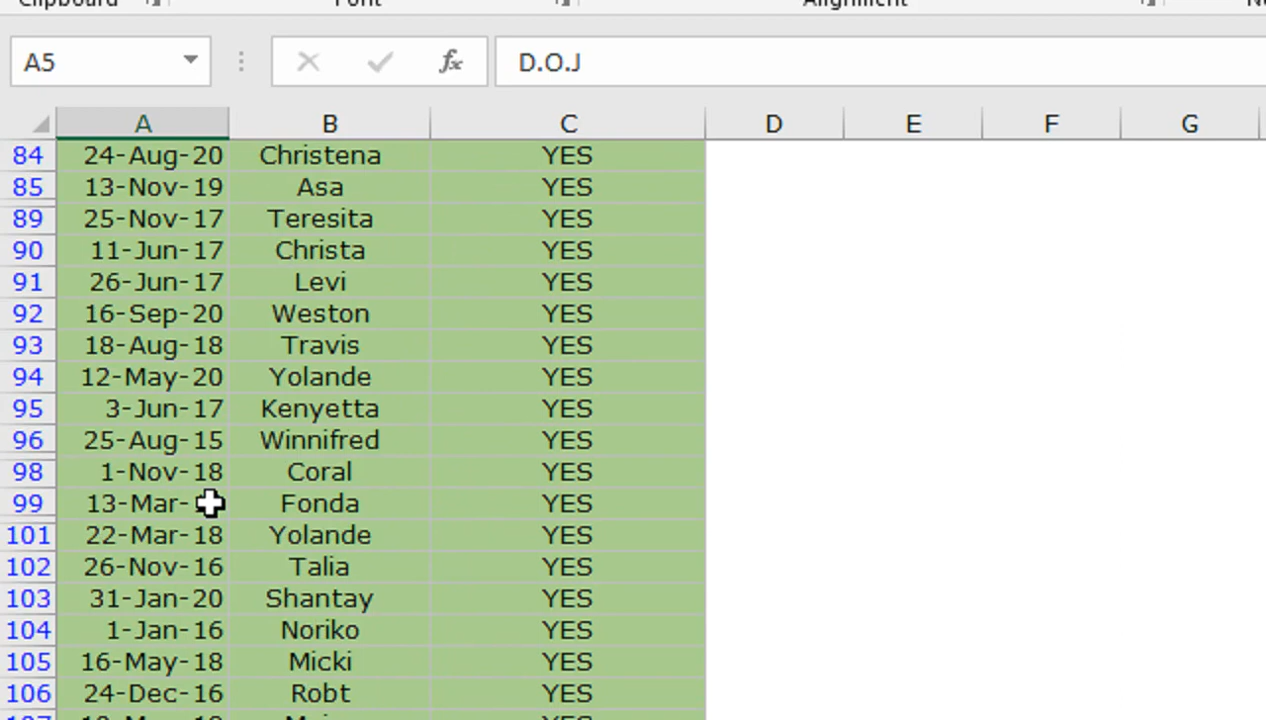 Clipboard Font Alignment
A5 fx D.O.J
A B C D E F G
84 24-Aug-20 Christena YES
85 13-Nov-19 Asa YES
89 25-Nov-17 Teresita YES
90 11-Jun-17 Christa YES
91 26-Jun-17 Levi YES
92 16-Sep-20 Weston YES
93 18-Aug-18 Travis YES
94 12-May-20 Yolande YES
95 3-Jun-17 Kenyetta YES
96 25-Aug-15 Winnifred YES
98 1-Nov-18 Coral YES
99 13-Mar- Fonda YES
101 22-Mar-18 Yolande YES
102 26-Nov-16 Talia YES
103 31-Jan-20 Shantay YES
104 1-Jan-16 Noriko YES
105 16-May-18 Micki YES
106 24-Dec-16 Robt YES
107 YES